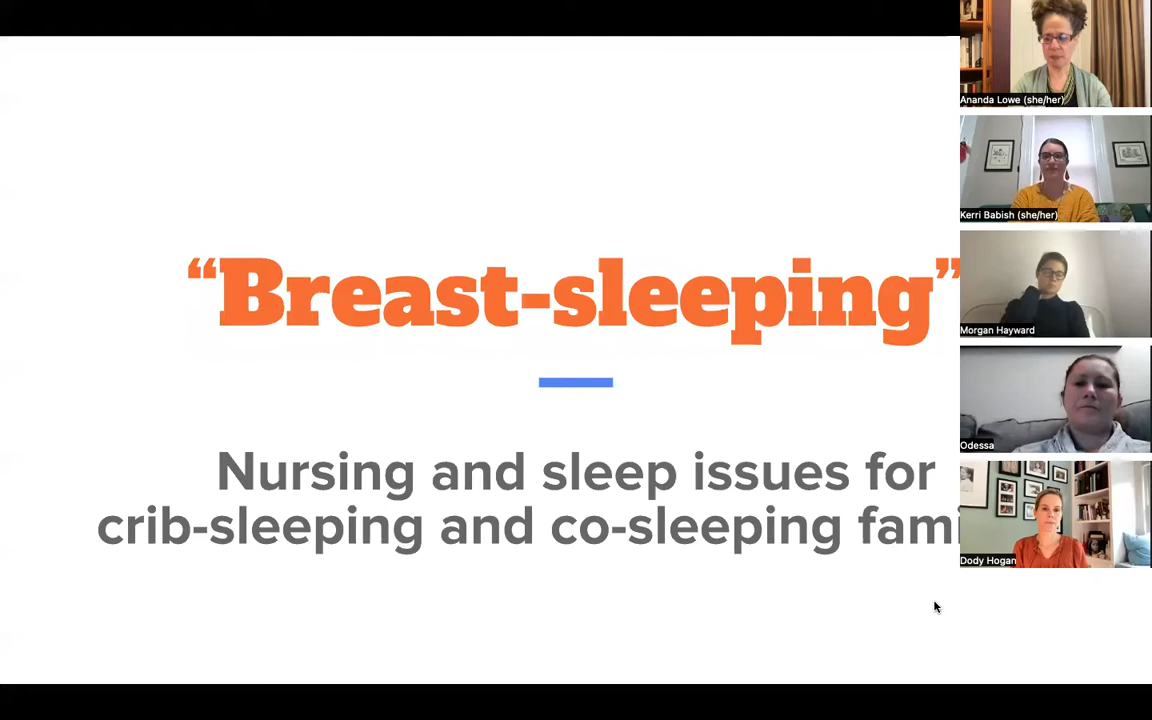 “Breast-sleeping”
Nursing and sleep issues for
crib-sleeping and co-sleeping fami
Ananda Lowe (she/her)
Kerri Babish (she/her)
Morgan Hayward
Odessa
Dody Hogan